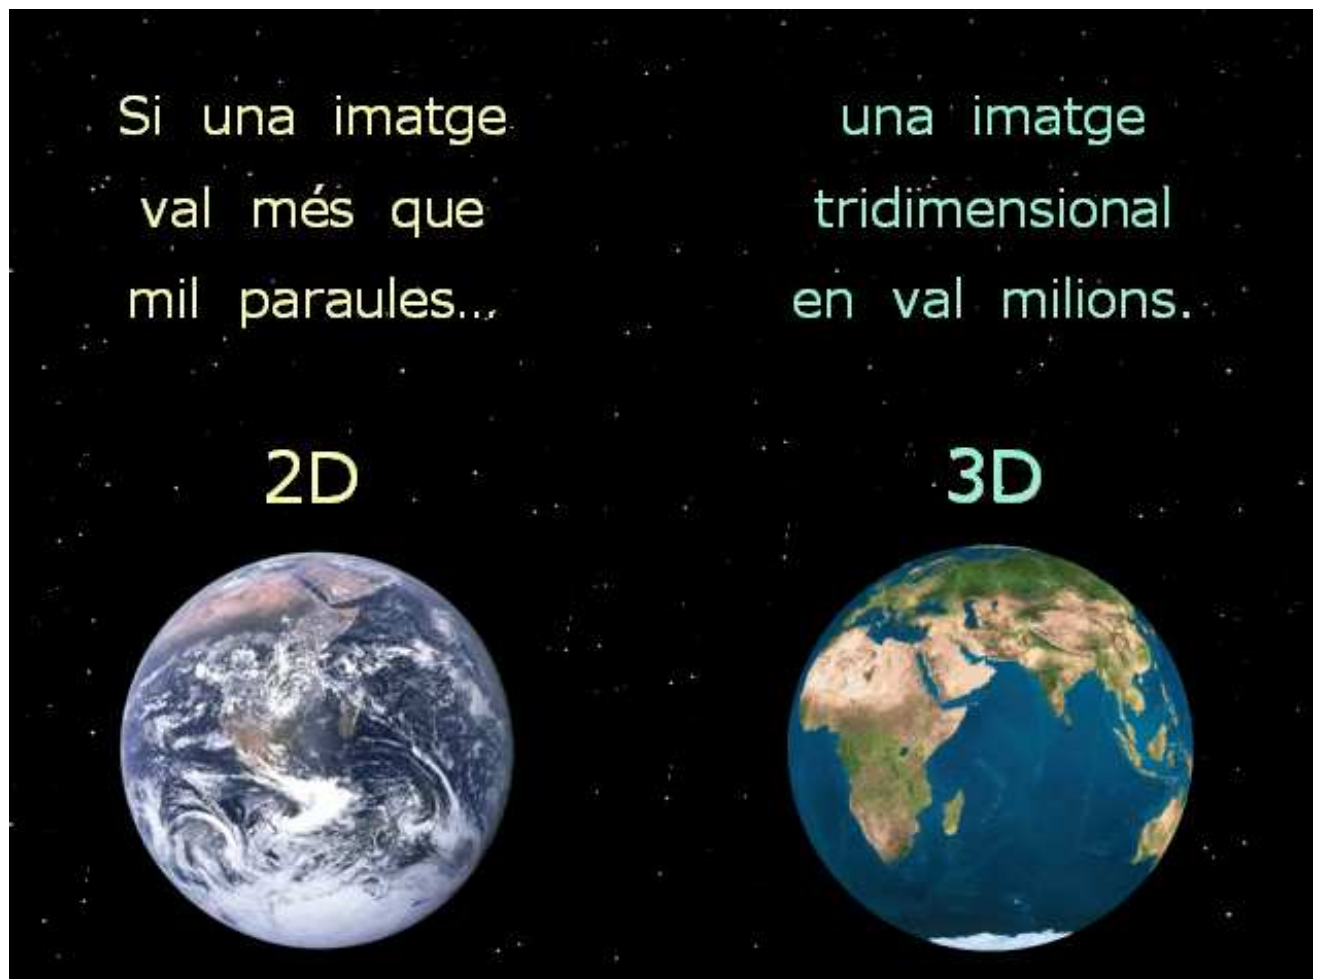 Si una imatge
val més que
mil paraules...
2D
una imatge
tridimensional
en val milions.
3D